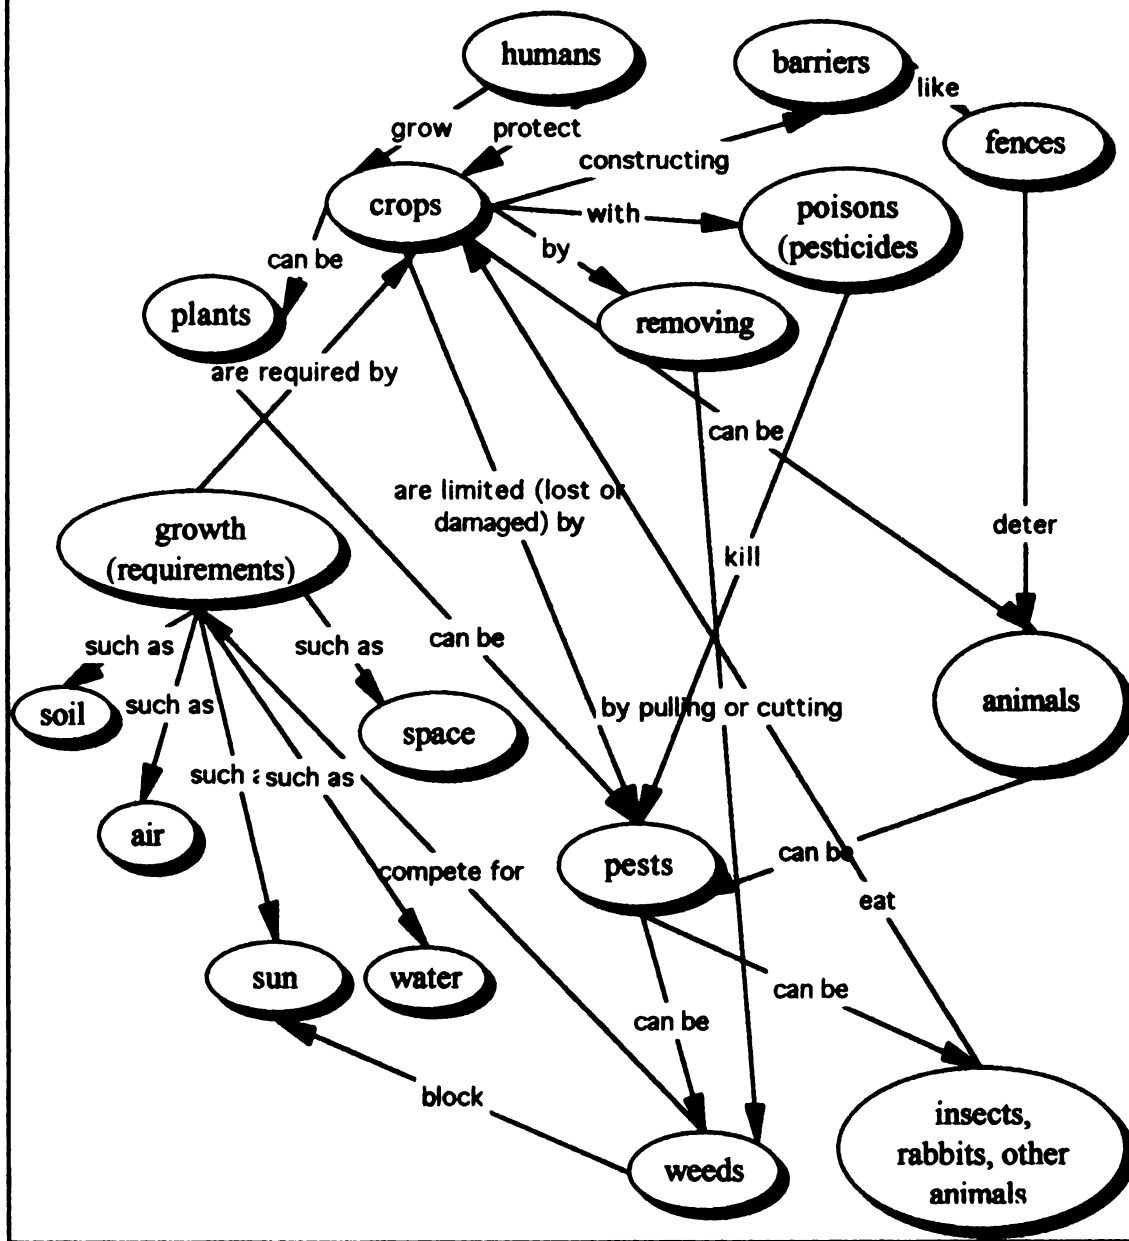 humans
barriers
like
grow
protect
fences
constructing
crops
with
poisons
(pesticides
by
can be
plants
removing
are required by
can be
are limited (lost or
damaged) by
growth
(requirements)
deter
kill
such as
such as
can be
animals
soil
such as
space
by pulling or cutting
such as
such as
air
can be
pests
compete for
eat
sun
water
can be
can be
block
insects,
rabbits, other
animals
weeds